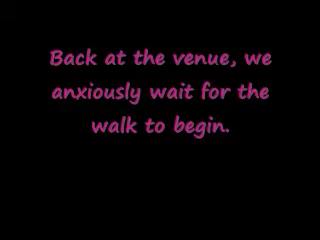 Back at the venue, we
anxiously wait for the
walk to begin.